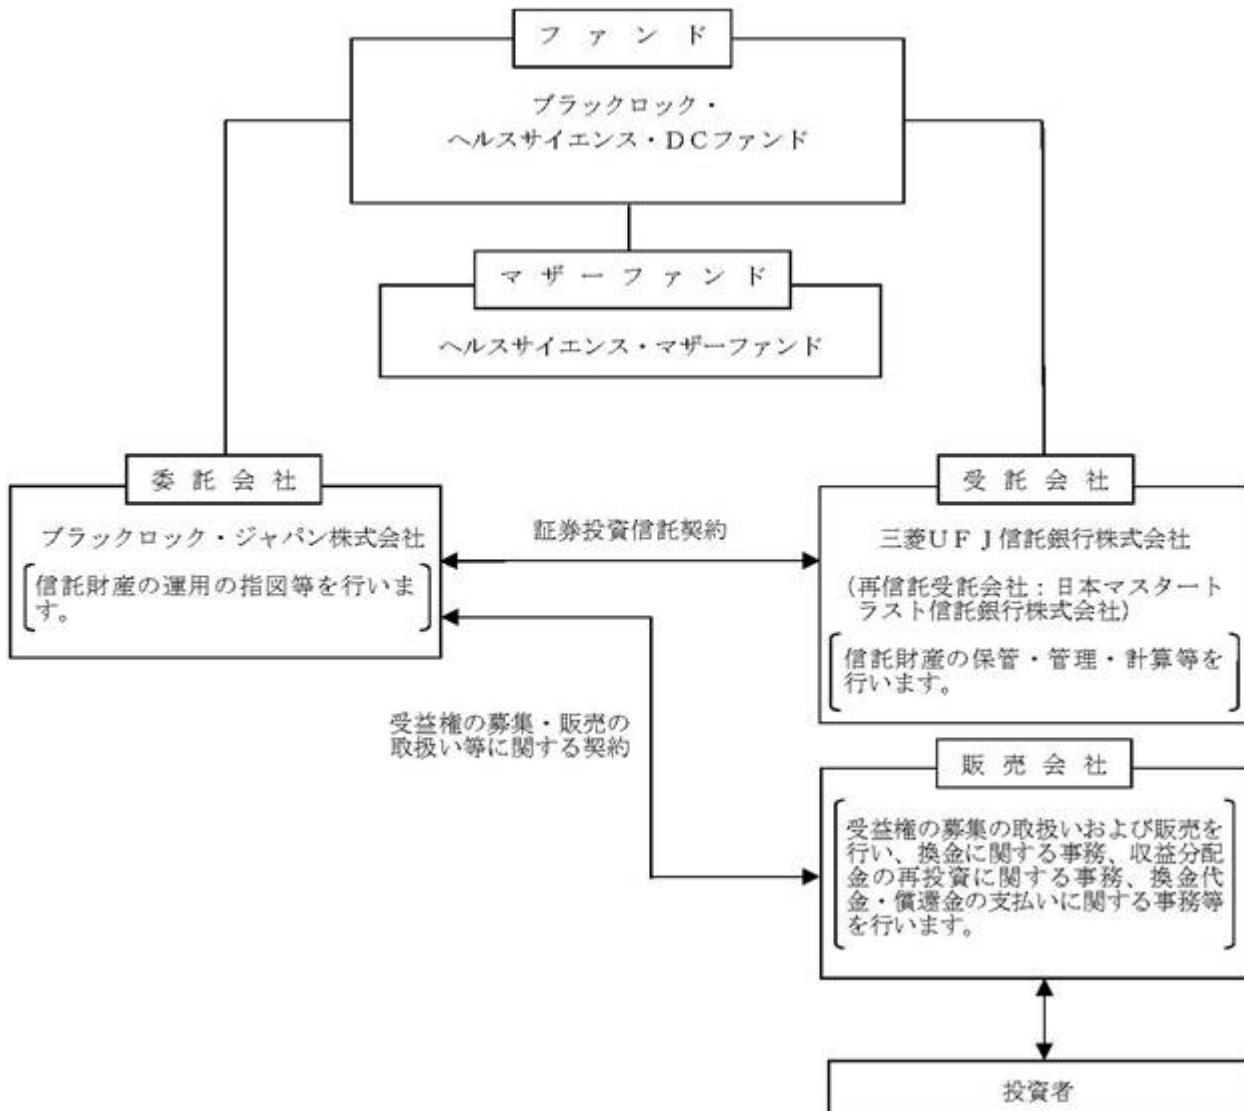 ファンド
ブラックロック・
ヘルスサイエンス・DCファンド
マザーファンド
ヘルスサイエンス・マザーファンド
委託会社
ブラックロック・ジャパン株式会社
信託財産の運用の指図等を行いま
す。
証券投資信託契約
受託会社
三菱UFJ信託銀行株式会社
(再信託受託会社:日本マスタート
ラスト信託銀行株式会社)
信託財産の保管・管理・計算等を
行います。
受益権の募集・販売の
取扱い等に関する契約
販売会社
受益権の募集の取扱いおよび販売を
行い、換金に関する事務、収益分配
金の再投資に関する事務、換金代
金・償還金の支払いに関する事務等
を行います。
投資者